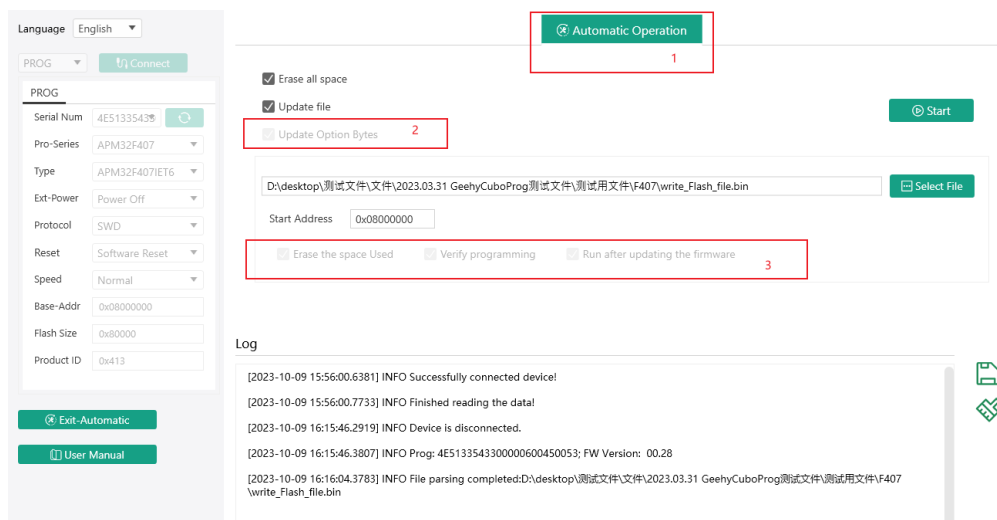 Language English
PROG Connect
PROG
Serial Num 4E5133543
Pro-Series APM32F407
Type APM32F407IET6
Ext-Power Power Off
Protocol SWD
Reset Software Reset
Speed Normal
Base-Addr 0x08000000
Flash Size 0x80000
Product ID 0x413
Exit-Automatic
User Manual
Automatic Operation
1
Erase all space
Update file
Start
Update Option Bytes 2
D:\desktop\测试文件\文件\2023.03.31 GeehyCuboProg测试文件\测试用文件\F407\write_Flash_file.bin
Select File
Start Address 0x08000000
Erase the space Used Verify programming Run after updating the firmware
3
Log
[2023-10-09 15:56:00.6381] INFO Successfully connected device!
[2023-10-09 15:56:00.7733] INFO Finished reading the data!
[2023-10-09 16:15:46.2919] INFO Device is disconnected.
[2023-10-09 16:15:46.3807] INFO Prog: 4E5133543300000600450053; FW Version: 00.28
[2023-10-09 16:16:04.3783] INFO File parsing completed:D:\desktop\测试文件\文件\2023.03.31 GeehyCuboProg测试文件\测试用文件\F407
\write_Flash_file.bin